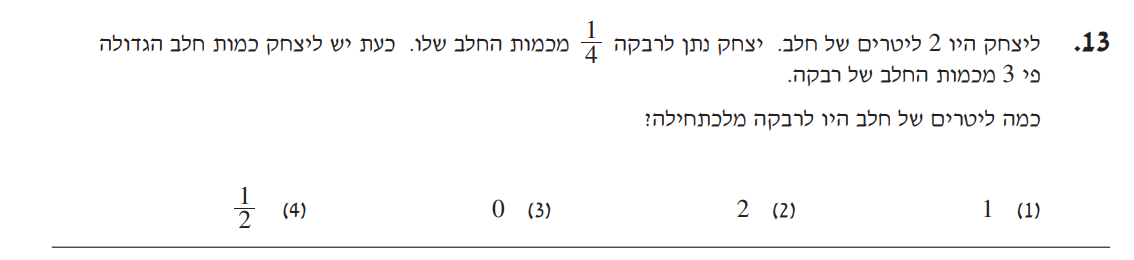 13. ליצחק היו 2 ליטרים של חלב. יצחק נתן לרבקה 1/4 מכמות החלב שלו. כעת יש ליצחק כמות חלב הגדולה
פי 3 מכמות החלב של רבקה.
כמה ליטרים של חלב היו לרבקה מלכתחילה?
(1) 1 (2) 2 (3) 0 (4) 1/2